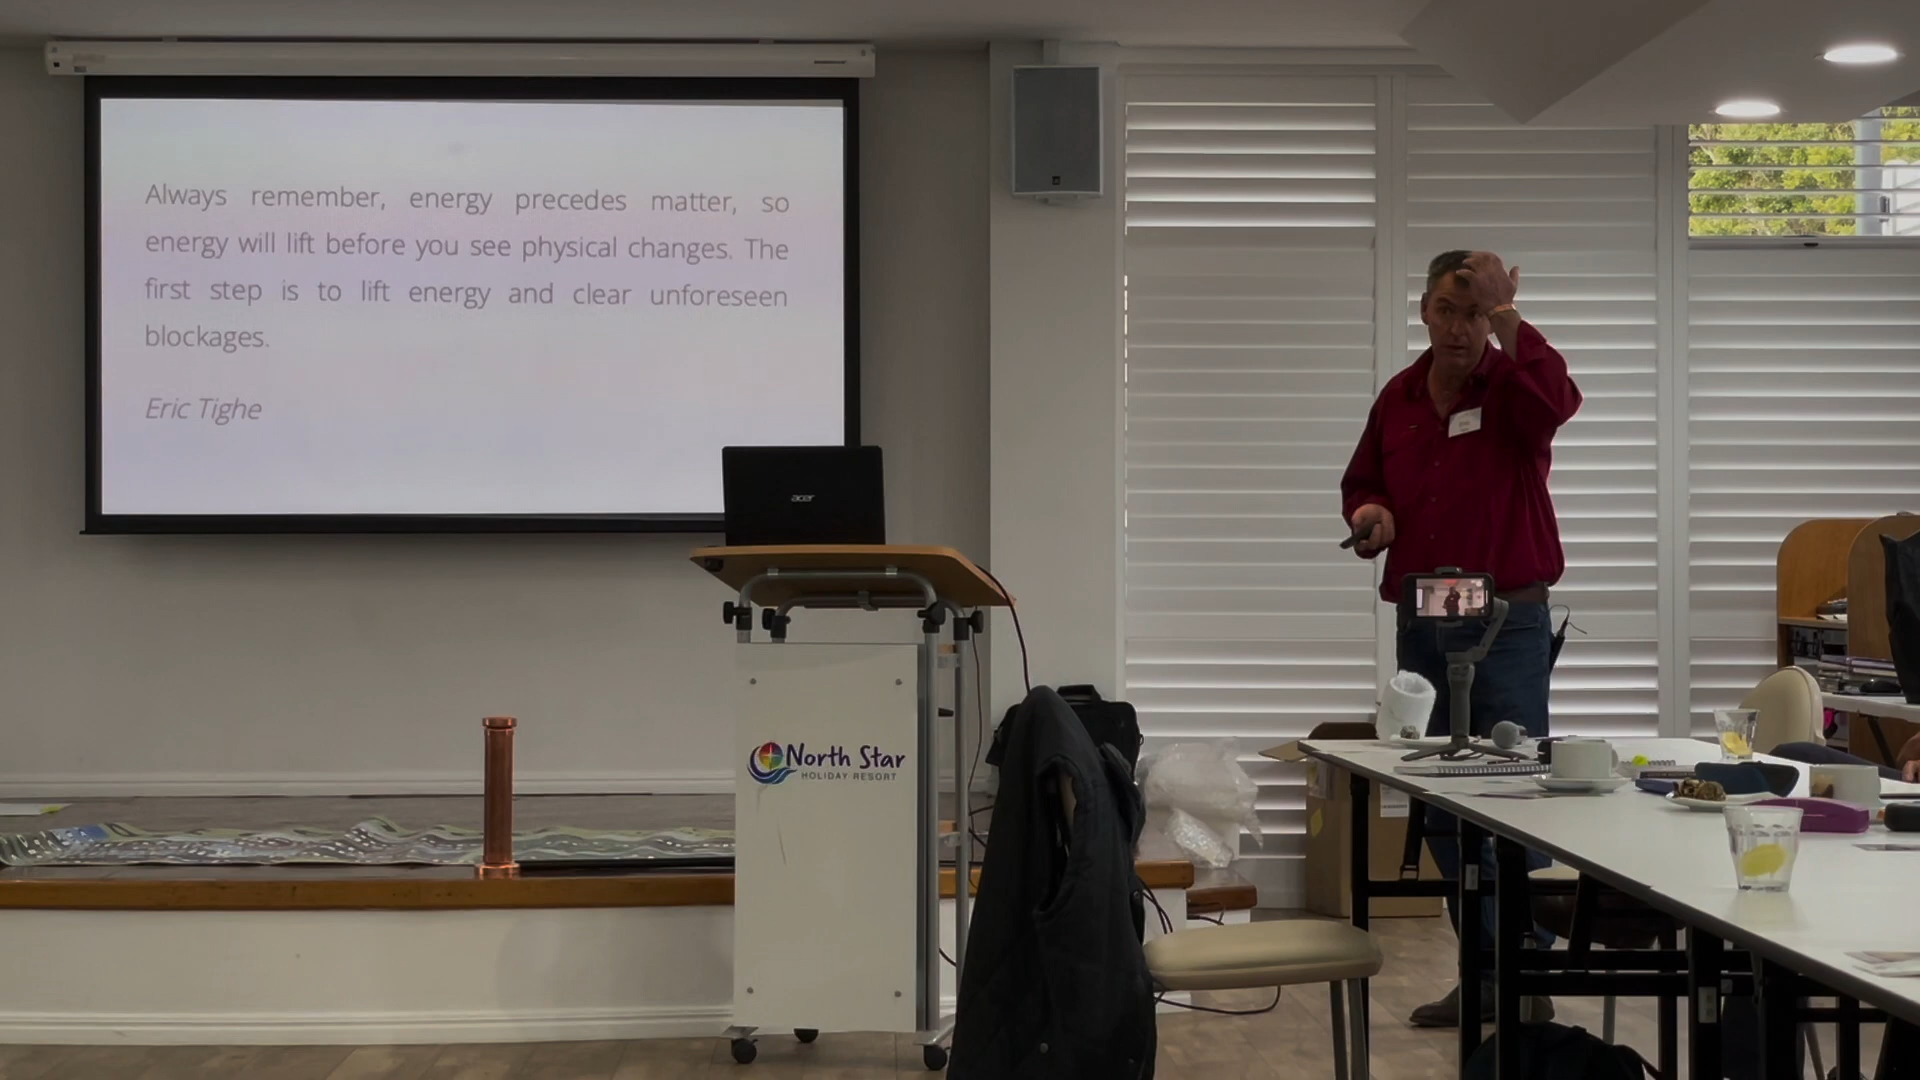 Always remember, energy precedes matter, so
energy will lift before you see physical changes. The
first step is to lift energy and clear unforeseen
blockages.
Eric Tighe
acer
North Star
HOLIDAY RESORT